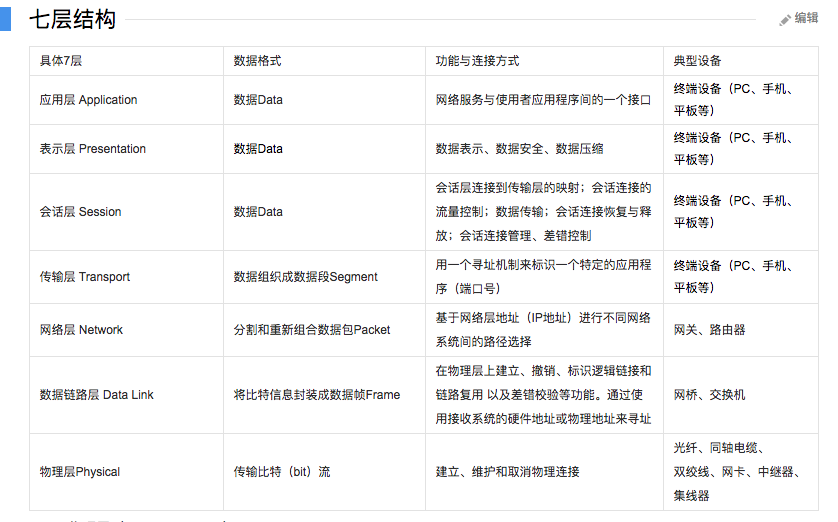 七层结构
编辑
具体7层 数据格式 功能与连接方式 典型设备
应用层 Application 数据Data 网络服务与使用者应用程序间的一个接口 终端设备（PC、手机、
平板等）
表示层 Presentation 数据Data 数据表示、数据安全、数据压缩 终端设备（PC、手机、
平板等）
会话层 Session 数据Data 会话层连接到传输层的映射；会话连接的
流量控制；数据传输；会话连接恢复与释
放；会话连接管理、差错控制
终端设备（PC、手机、
平板等）
传输层 Transport 数据组织成数据段Segment 用一个寻址机制来标识一个特定的应用程
序（端口号）
终端设备（PC、手机、
平板等）
网络层 Network 分割和重新组合数据包Packet 基于网络层地址（IP地址）进行不同网络
系统间的路径选择
网关、路由器
数据链路层 Data Link 将比特信息封装成数据帧Frame 在物理层上建立、撤销、标识逻辑链接和
链路复用 以及差错校验等功能。通过使
用接收系统的硬件地址或物理地址来寻址
网桥、交换机
物理层Physical 传输比特（bit）流 建立、维护和取消物理连接 光纤、同轴电缆、
双绞线、网卡、中继器、
集线器